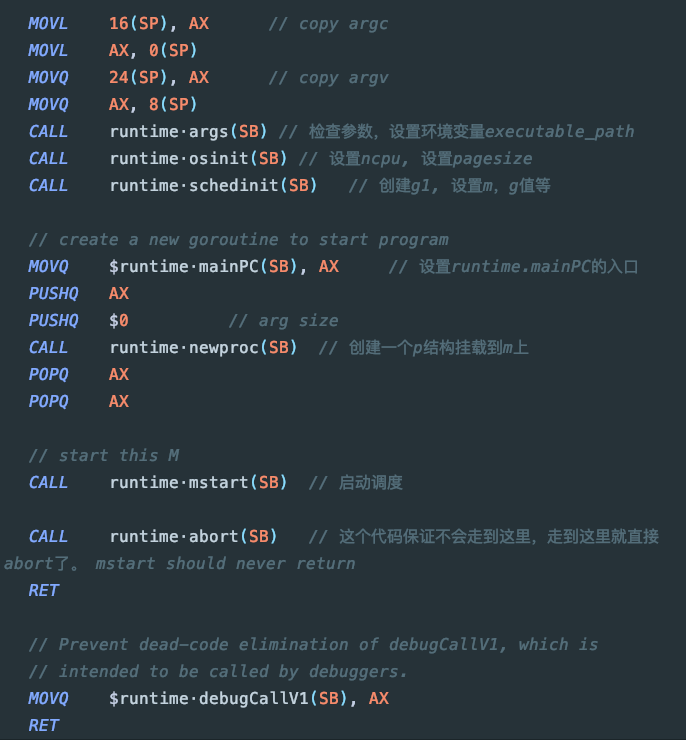 MOVL    16(SP), AX      // copy argc
MOVL    AX, 0(SP)
MOVQ    24(SP), AX      // copy argv
MOVQ    AX, 8(SP)
CALL    runtime·args(SB) // 检查参数，设置环境变量executable_path
CALL    runtime·osinit(SB) // 设置ncpu, 设置pagesize
CALL    runtime·schedinit(SB)   // 创建g1, 设置m，g值等
// create a new goroutine to start program
MOVQ    $runtime·mainPC(SB), AX     // 设置runtime.mainPC的入口
PUSHQ   AX
PUSHQ   $0          // arg size
CALL    runtime·newproc(SB)  // 创建一个p结构挂载到m上
POPQ    AX
POPQ    AX
// start this M
CALL    runtime·mstart(SB)  // 启动调度
CALL    runtime·abort(SB)   // 这个代码保证不会走到这里，走到这里就直接
abort了。 mstart should never return
RET
// Prevent dead-code elimination of debugCallV1, which is
// intended to be called by debuggers.
MOVQ    $runtime·debugCallV1(SB), AX
RET